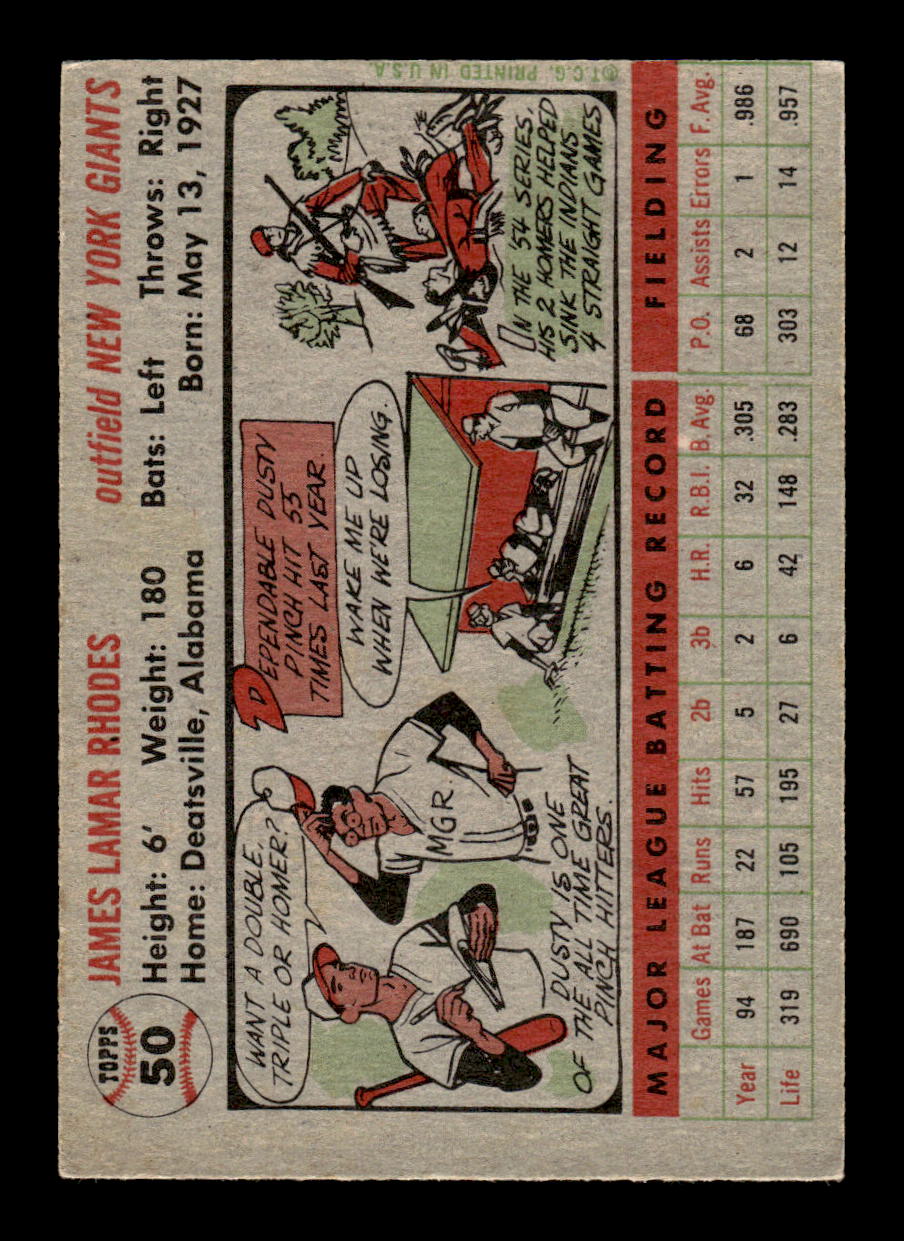 TOPPS
50
JAMES LAMAR RHODES outfield NEW YORK GIANTS
Height: 6' Weight: 180 Bats: Left Throws: Right
Home: Deatsville, Alabama Born: May 13, 1927
WANT A DOUBLE,
TRIPLE OR HOMER?
MGR.
DUSTY IS ONE
OF THE ALL TIME GREAT
PINCH HITTERS.
DEPENDABLE DUSTY
PINCH HIT 53
TIMES LAST YEAR.
WAKE ME UP
WHEN WE'RE LOSING.
IN THE '54 SERIES,
HIS 2 HOMERS HELPED
SINK THE INDIANS
4 STRAIGHT GAMES
MAJOR LEAGUE BATTING RECORD FIELDING
Games At Bat Runs Hits 2b 3b H.R. R.B.I. B. Avg. P.O. Assists Errors F. Avg.
Year 94 187 22 57 5 2 6 32 .305 68 2 1 .986
Life 319 690 105 195 27 6 42 148 .283 303 12 14 .957
©T.C.G. PRINTED IN U.S.A.